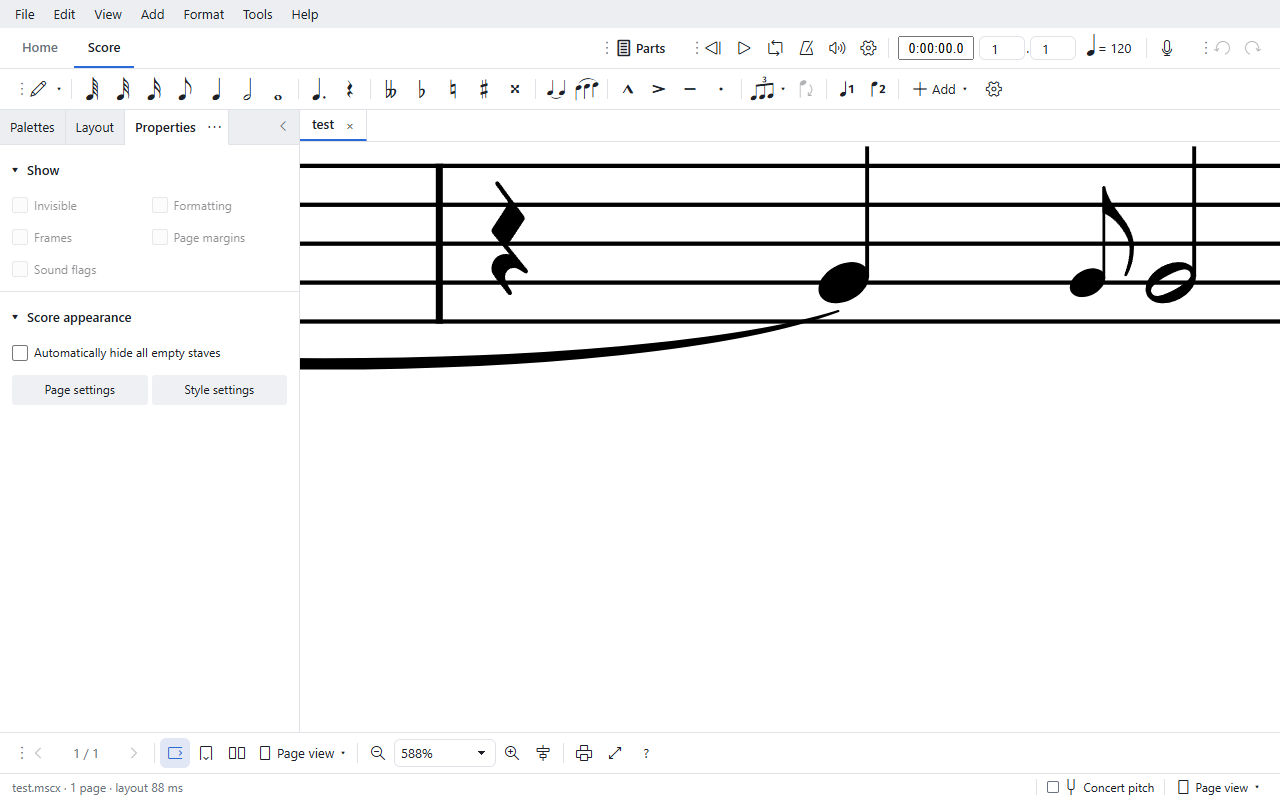 File Edit View Add Format Tools Help
Home Score Parts 0:00:00.0 1 . 1 = 120
3 1 2 Add
Palettes Layout Properties ... test ×
Show
Invisible Formatting
Frames Page margins
Sound flags
Score appearance
Automatically hide all empty staves
Page settings Style settings
1 / 1 Page view 588% ?
test.mscx · 1 page · layout 88 ms Concert pitch Page view